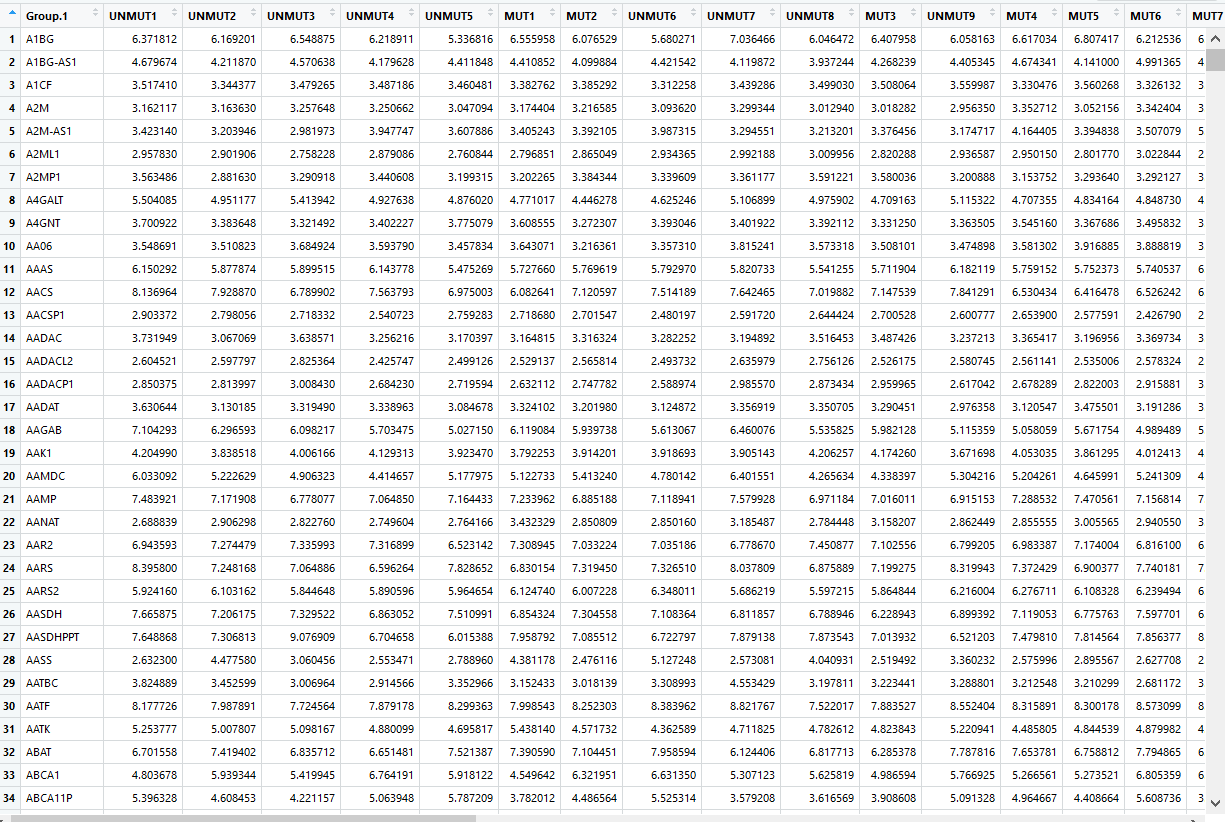 Group.1 UNMUT1 UNMUT2 UNMUT3 UNMUT4 UNMUT5 MUT1 MUT2 UNMUT6 UNMUT7 UNMUT8 MUT3 UNMUT9 MUT4 MUT5 MUT6 MUT7
1 A1BG 6.371812 6.169201 6.548875 6.218911 5.336816 6.555958 6.076529 5.680271 7.036466 6.046472 6.407958 6.058163 6.617034 6.807417 6.212536 6
2 A1BG-AS1 4.679674 4.211870 4.570638 4.179628 4.411848 4.410852 4.099884 4.421542 4.119872 3.937244 4.268239 4.405345 4.674341 4.141000 4.991365 4
3 A1CF 3.517410 3.344377 3.479265 3.487186 3.460481 3.382762 3.385292 3.312258 3.439286 3.499030 3.508064 3.559987 3.330476 3.560268 3.326132 3
4 A2M 3.162117 3.163630 3.257648 3.250662 3.047094 3.174404 3.216585 3.093620 3.299344 3.012940 3.018282 2.956350 3.352712 3.052156 3.342404 3
5 A2M-AS1 3.423140 3.203946 2.981973 3.947747 3.607886 3.405243 3.392105 3.987315 3.294551 3.213201 3.376456 3.174717 4.164405 3.394838 3.507079 5
6 A2ML1 2.957830 2.901906 2.758228 2.879086 2.760844 2.796851 2.865049 2.934365 2.992188 3.009956 2.820288 2.936587 2.950150 2.801770 3.022844 2
7 A2MP1 3.563486 2.881630 3.290918 3.440608 3.199315 3.202265 3.384344 3.339609 3.361177 3.591221 3.580036 3.200888 3.153752 3.293640 3.292127 3
8 A4GALT 5.504085 4.951177 5.413942 4.927638 4.876020 4.771017 4.446278 4.625246 5.106899 4.975902 4.709163 5.115322 4.707355 4.834164 4.848730 4
9 A4GNT 3.700922 3.383648 3.321492 3.402227 3.775079 3.608555 3.272307 3.393046 3.401922 3.392112 3.331250 3.363505 3.545160 3.367686 3.495832 3
10 AA06 3.548691 3.510823 3.684924 3.593790 3.457834 3.643071 3.216361 3.357310 3.815241 3.573318 3.508101 3.474898 3.581302 3.916885 3.888819 3
11 AAAS 6.150292 5.877874 5.899515 6.143778 5.475269 5.727660 5.769619 5.792970 5.820733 5.541255 5.711904 6.182119 5.759152 5.752373 5.740537 6
12 AACS 8.136964 7.928870 6.789902 7.563793 6.975003 6.082641 7.120597 7.514189 7.642465 7.019882 7.147539 7.841291 6.530434 6.416478 6.526242 6
13 AACSP1 2.903372 2.798056 2.718332 2.540723 2.759283 2.718680 2.701547 2.480197 2.591720 2.644424 2.700528 2.600777 2.653900 2.577591 2.426790 2
14 AADAC 3.731949 3.067069 3.638571 3.256216 3.170397 3.164815 3.316324 3.282252 3.194892 3.516453 3.487426 3.237213 3.365417 3.196956 3.369734 3
15 AADACL2 2.604521 2.597797 2.825364 2.425747 2.499126 2.529137 2.565814 2.493732 2.635979 2.756126 2.526175 2.580745 2.561141 2.535006 2.578324 2
16 AADACP1 2.850375 2.813997 3.008430 2.684230 2.719594 2.632112 2.747782 2.588974 2.985570 2.873434 2.959965 2.617042 2.678289 2.822003 2.915881 3
17 AADAT 3.630644 3.130185 3.319490 3.338963 3.084678 3.324102 3.201980 3.124872 3.356919 3.350705 3.290451 2.976358 3.120547 3.475501 3.191286 3
18 AAGAB 7.104293 6.296593 6.098217 5.703475 5.027150 6.119084 5.939738 5.613067 6.460076 5.535825 5.982128 5.115359 5.058059 5.671754 4.989489 5
19 AAK1 4.204990 3.838518 4.006166 4.129313 3.923470 3.792253 3.914201 3.918693 3.905143 4.206257 4.174260 3.671698 4.053035 3.861295 4.012413 4
20 AAMDC 6.033092 5.222629 4.906323 4.414657 5.177975 5.122733 5.413240 4.780142 6.401551 4.265634 4.338397 5.304216 5.204261 4.645991 5.241309 4
21 AAMP 7.483921 7.171908 6.778077 7.064850 7.164433 7.233962 6.885188 7.118941 7.579928 6.971184 7.016011 6.915153 7.288532 7.470561 7.156814 7
22 AANAT 2.688839 2.906298 2.822760 2.749604 2.764166 3.432329 2.850809 2.850160 3.185487 2.784448 3.158207 2.862449 2.855555 3.005565 2.940550 3
23 AAR2 6.943593 7.274479 7.335993 7.316899 6.523142 7.308945 7.033224 7.035186 6.778670 7.450877 7.102556 6.799205 6.983387 7.174004 6.816100 6
24 AARS 8.395800 7.248168 7.064886 6.596264 7.828652 6.830154 7.319450 7.326510 8.037809 6.875889 7.199275 8.319943 7.372429 6.900377 7.740181 7
25 AARS2 5.924160 6.103162 5.844648 5.890596 5.964654 6.124740 6.007228 6.348011 5.686219 5.597215 5.864844 6.216004 6.276711 6.108328 6.239494 6
26 AASDH 7.665875 7.206175 7.329522 6.863052 7.510991 6.854324 7.304558 7.108364 6.811857 6.788946 6.228943 6.899392 7.119053 6.775763 7.597701 6
27 AASDHPPT 7.648868 7.306813 9.076909 6.704658 6.015388 7.958792 7.085512 6.722797 7.879138 7.873543 7.013932 6.521203 7.479810 7.814564 7.856377 8
28 AASS 2.632300 4.477580 3.060456 2.553471 2.788960 4.381178 2.476116 5.127248 2.573081 4.040931 2.519492 3.360232 2.575996 2.895567 2.627708 2
29 AATBC 3.824889 3.452599 3.006964 2.914566 3.352966 3.152433 3.018139 3.308993 4.553429 3.197811 3.223441 3.288801 3.212548 3.210299 2.681172 3
30 AATF 8.177726 7.987891 7.724564 7.879178 8.299363 7.998543 8.252303 8.383962 8.821767 7.522017 7.883527 8.552404 8.315891 8.300178 8.573099 8
31 AATK 5.253777 5.007807 5.098167 4.880099 4.695817 5.438140 4.571732 4.362589 4.711825 4.782612 4.823843 5.220941 4.485805 4.844539 4.879982 4
32 ABAT 6.701558 7.419402 6.835712 6.651481 7.521387 7.390590 7.104451 7.958594 6.124406 6.817713 6.285378 7.787816 7.653781 6.758812 7.794865 6
33 ABCA1 4.803678 5.939344 5.419945 6.764191 5.918122 4.549642 6.321951 6.631350 5.307123 5.625819 4.986594 5.766925 5.266561 5.273521 6.805359 6
34 ABCA11P 5.396328 4.608453 4.221157 5.063948 5.787209 3.782012 4.486564 5.525314 3.579208 3.616569 3.908608 5.091328 4.964667 4.408664 5.608736 3